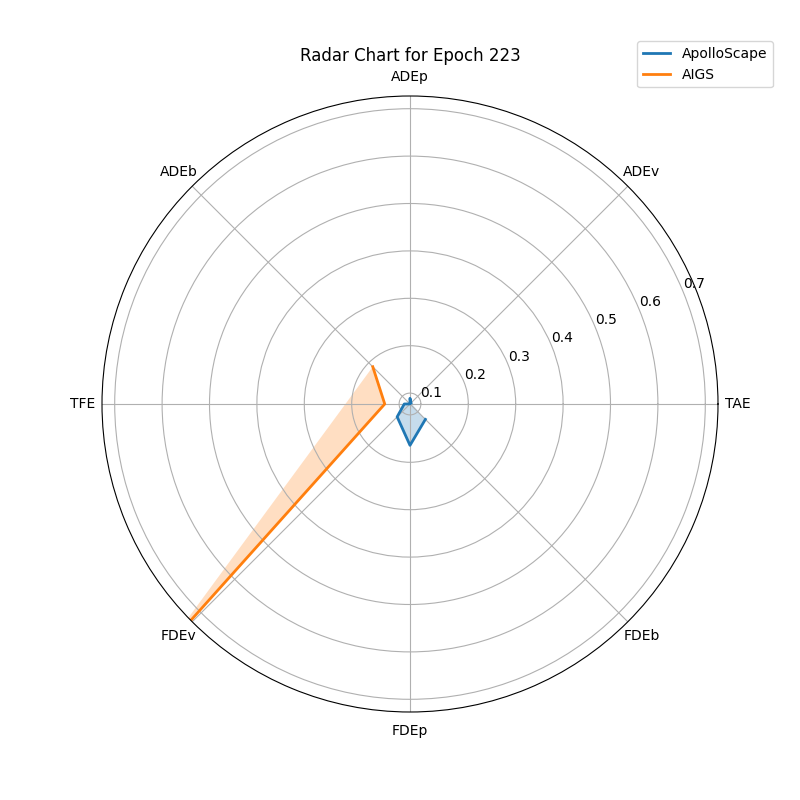 ApolloScape
AIGS
Radar Chart for Epoch 223
ADEp
ADEb
ADEv
0.7
0.6
0.5
0.4
0.3
0.2
0.1
TFE
TAE
FDEv
FDEb
FDEp